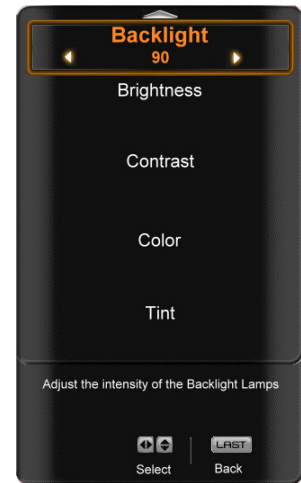 Backlight
90
Brightness
Contrast
Color
Tint
Adjust the intensity of the Backlight Lamps
LAST
Select Back